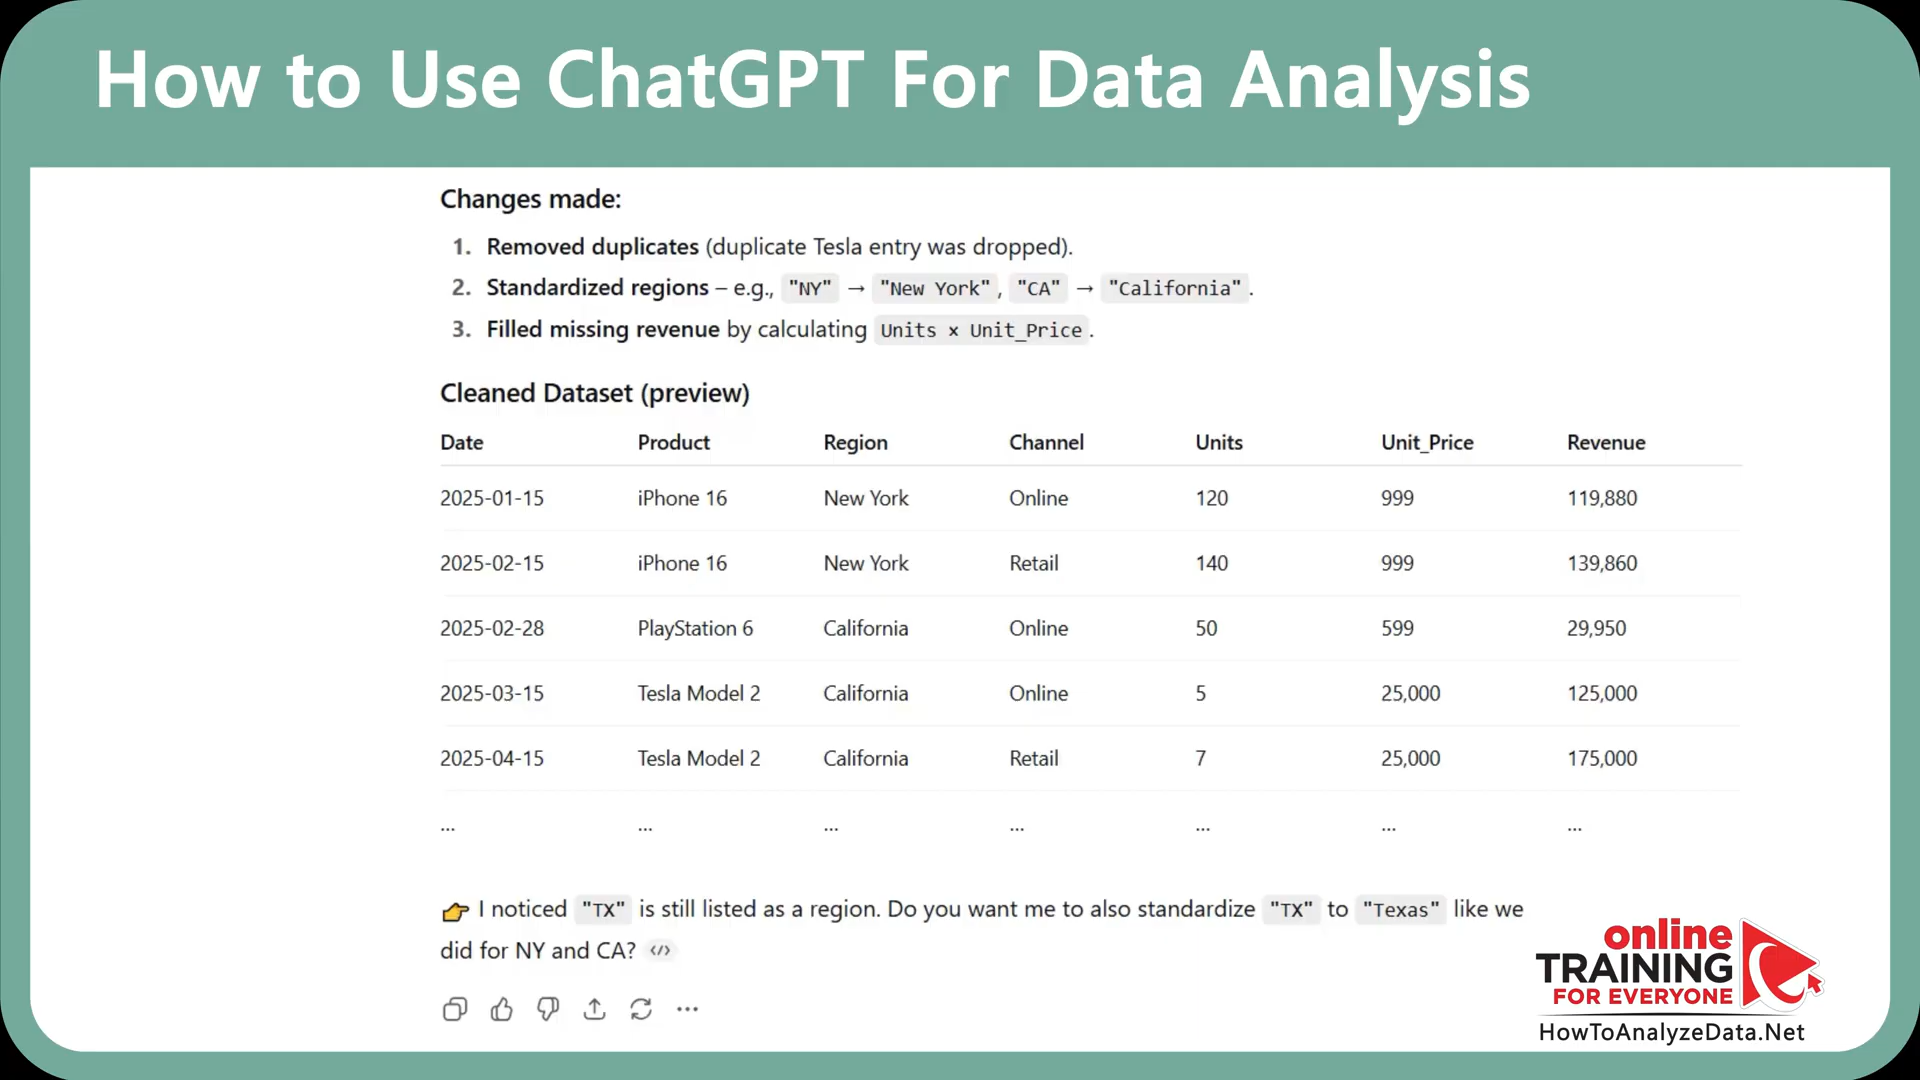 How to Use ChatGPT For Data Analysis
Changes made:
1. Removed duplicates (duplicate Tesla entry was dropped).
2. Standardized regions – e.g., "NY" → "New York", "CA" → "California".
3. Filled missing revenue by calculating Units × Unit_Price.
Cleaned Dataset (preview)
Date Product Region Channel Units Unit_Price Revenue
2025-01-15 iPhone 16 New York Online 120 999 119,880
2025-02-15 iPhone 16 New York Retail 140 999 139,860
2025-02-28 PlayStation 6 California Online 50 599 29,950
2025-03-15 Tesla Model 2 California Online 5 25,000 125,000
2025-04-15 Tesla Model 2 California Retail 7 25,000 175,000
... ... ... ... ... ... ...
👉 I noticed "TX" is still listed as a region. Do you want me to also standardize "TX" to "Texas" like we
did for NY and CA? </>
online
TRAINING
FOR EVERYONE
HowToAnalyzeData.Net